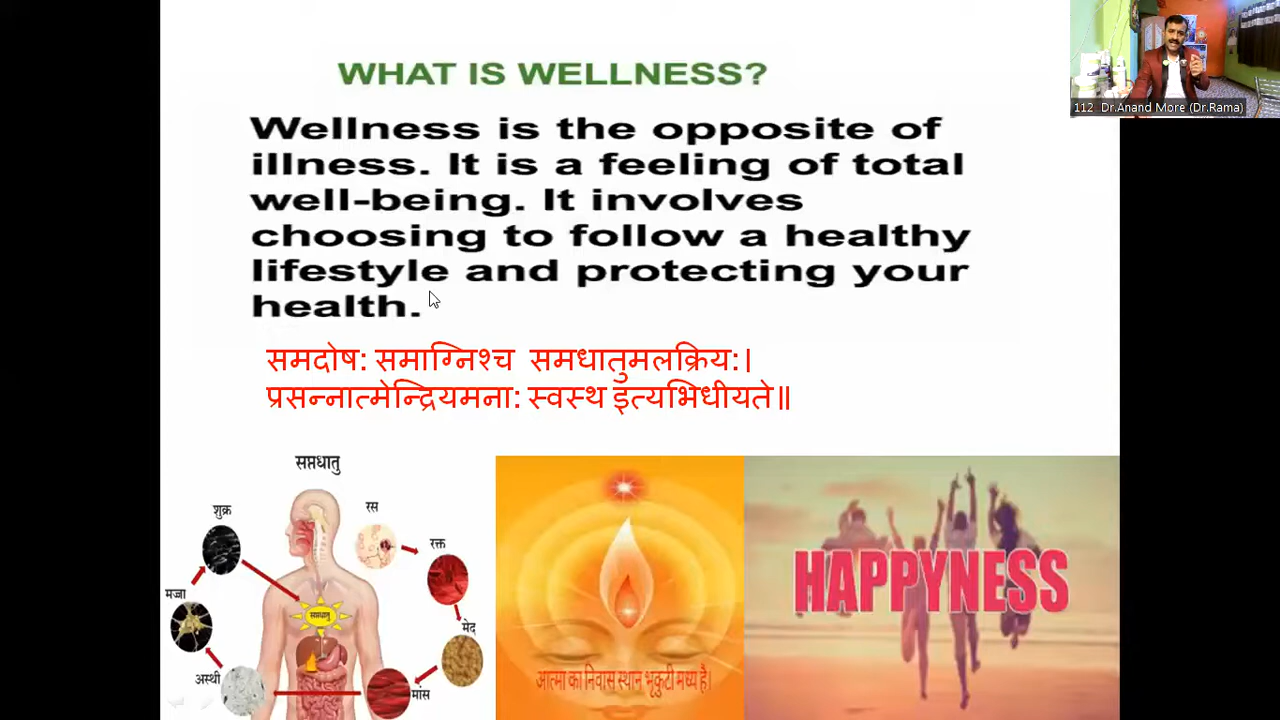 112 Dr.Anand More (Dr.Rama)
WHAT IS WELLNESS?
Wellness is the opposite of
illness. It is a feeling of total
well-being. It involves
choosing to follow a healthy
lifestyle and protecting your
health.
समदोष: समाग्निश्च समधातुमलक्रिय:।
प्रसन्नात्मेन्द्रियमना: स्वस्थ इत्यभिधीयते॥
सप्तधातु
शुक्र
रस
रक्त
मज्जा
सप्तधातु
मेद
अस्थी
मांस
आत्मा का निवास स्थान भृकुटी मध्य है।
HAPPYNESS